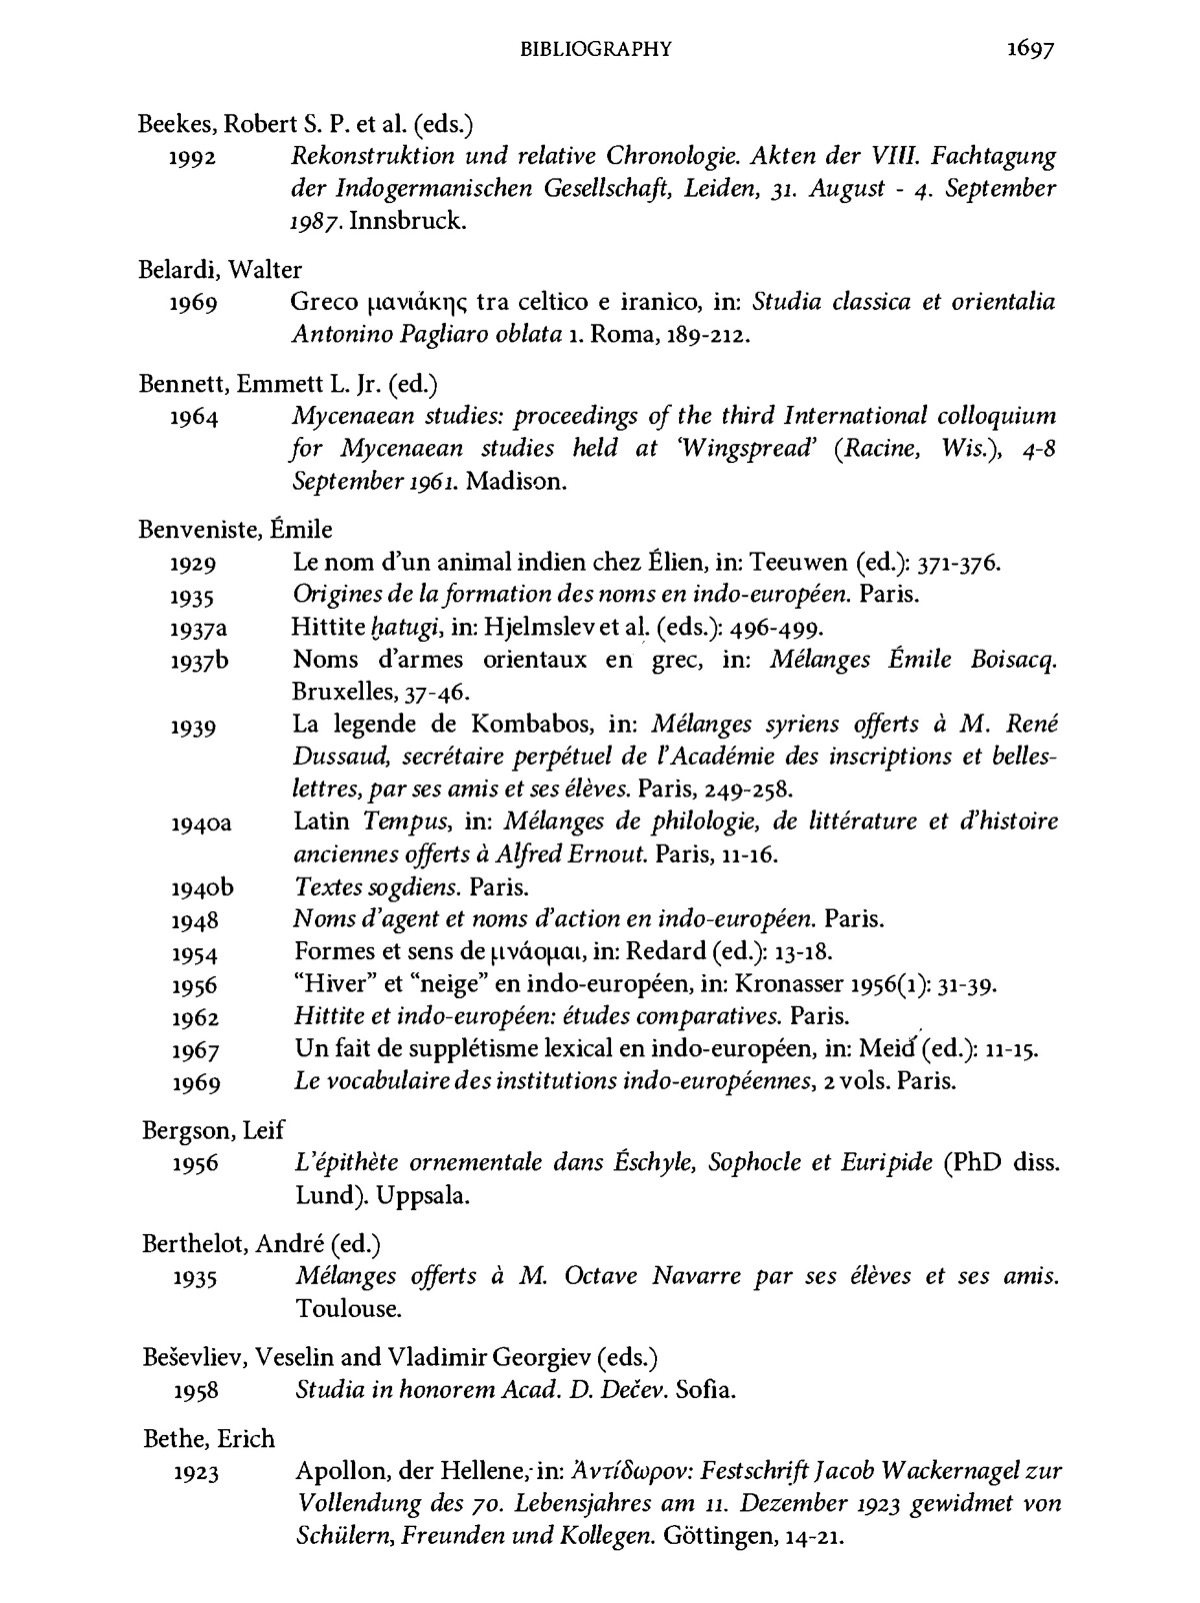 BIBLIOGRAPHY 1697
Beekes, Robert S. P. et al. (eds.)
1992 Rekonstruktion und relative Chronologie. Akten der VIII. Fachtagung
der Indogermanischen Gesellschaft, Leiden, 31. August - 4. September
1987. Innsbruck.
Belardi, Walter
1969 Greco μανιάκης tra celtico e iranico, in: Studia classica et orientalia
Antonino Pagliaro oblata 1. Roma, 189-212.
Bennett, Emmett L. Jr. (ed.)
1964 Mycenaean studies: proceedings of the third International colloquium
for Mycenaean studies held at ‘Wingspread’ (Racine, Wis.), 4-8
September 1961. Madison.
Benveniste, Émile
1929 Le nom d’un animal indien chez Élien, in: Teeuwen (ed.): 371-376.
1935 Origines de la formation des noms en indo-européen. Paris.
1937a Hittite ḫatugi, in: Hjelmslev et al. (eds.): 496-499.
1937b Noms d’armes orientaux en grec, in: Mélanges Émile Boisacq.
Bruxelles, 37-46.
1939 La legende de Kombabos, in: Mélanges syriens offerts à M. René
Dussaud, secrétaire perpétuel de l’Académie des inscriptions et belles-
lettres, par ses amis et ses élèves. Paris, 249-258.
1940a Latin Tempus, in: Mélanges de philologie, de littérature et d’histoire
anciennes offerts à Alfred Ernout. Paris, 11-16.
1940b Textes sogdiens. Paris.
1948 Noms d’agent et noms d’action en indo-européen. Paris.
1954 Formes et sens de μνάομαι, in: Redard (ed.): 13-18.
1956 “Hiver” et “neige” en indo-européen, in: Kronasser 1956(1): 31-39.
1962 Hittite et indo-européen: études comparatives. Paris.
1967 Un fait de supplétisme lexical en indo-européen, in: Meid (ed.): 11-15.
1969 Le vocabulaire des institutions indo-européennes, 2 vols. Paris.
Bergson, Leif
1956 L’épithète ornementale dans Éschyle, Sophocle et Euripide (PhD diss.
Lund). Uppsala.
Berthelot, André (ed.)
1935 Mélanges offerts à M. Octave Navarre par ses élèves et ses amis.
Toulouse.
Beševliev, Veselin and Vladimir Georgiev (eds.)
1958 Studia in honorem Acad. D. Dečev. Sofia.
Bethe, Erich
1923 Apollon, der Hellene, in: Ἀντίδωρον: Festschrift Jacob Wackernagel zur
Vollendung des 70. Lebensjahres am 11. Dezember 1923 gewidmet von
Schülern, Freunden und Kollegen. Göttingen, 14-21.